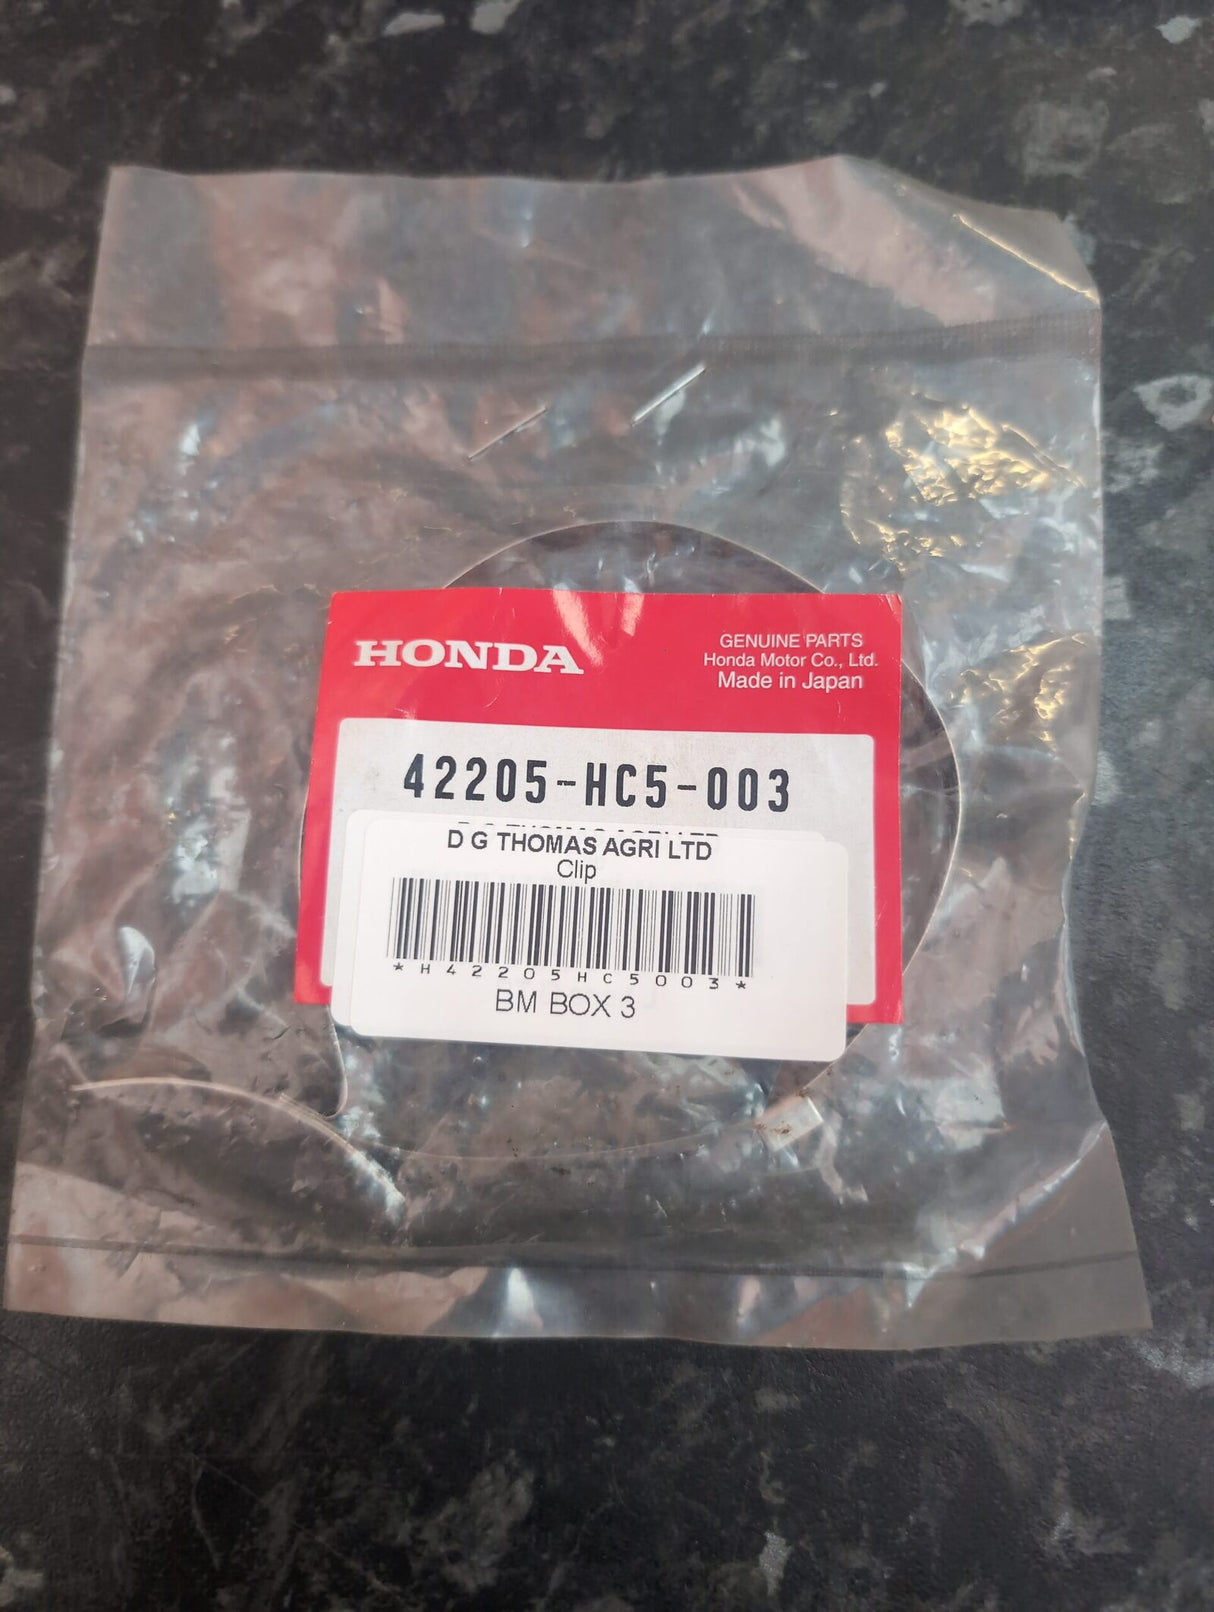 HONDA
GENUINE PARTS
Honda Motor Co., Ltd.
Made in Japan
42205-HC5-003
D G THOMAS AGRI LTD
Clip
*H42205HC5003*
BM BOX 3